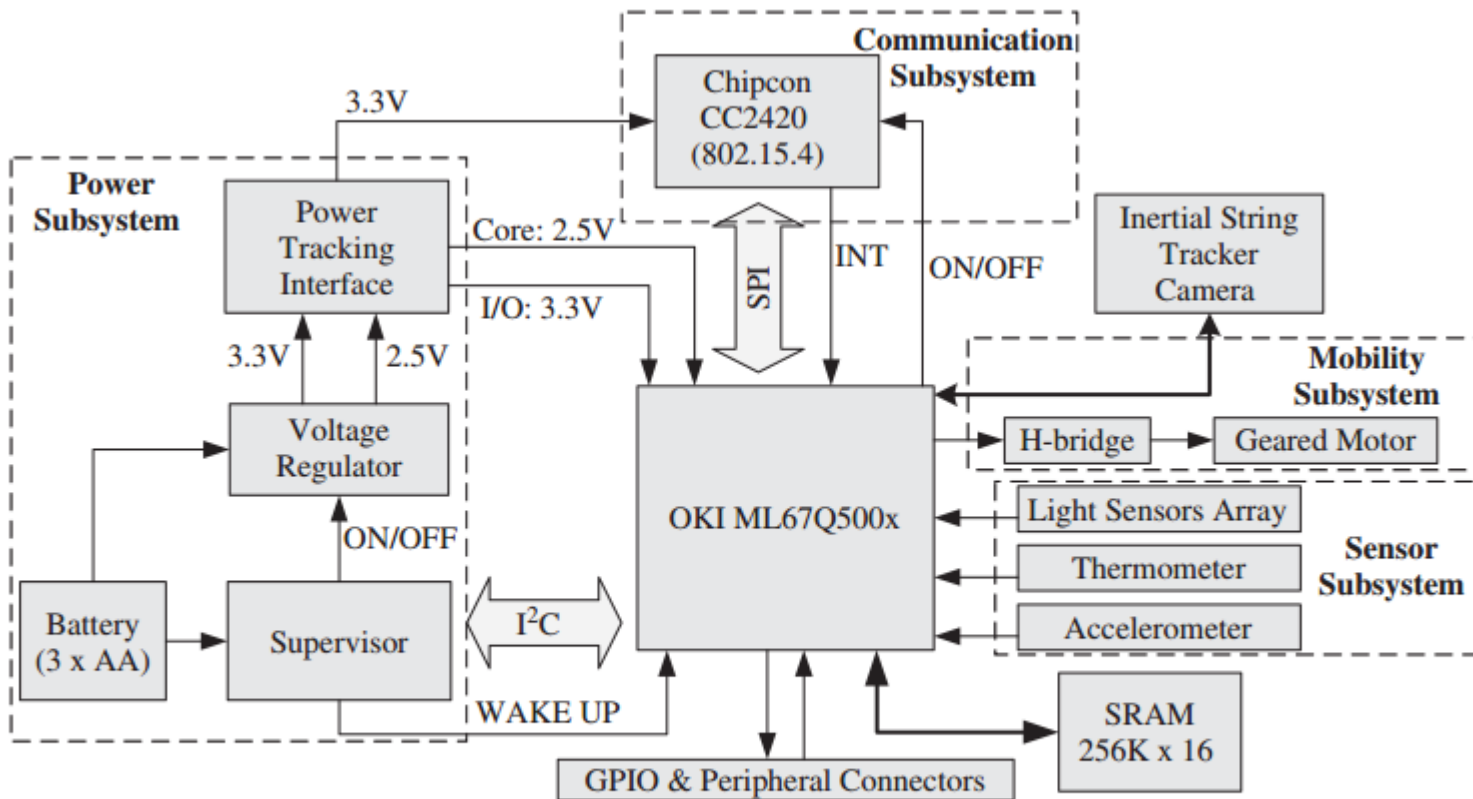 Communication
Subsystem
Chipcon
CC2420
(802.15.4)
3.3V
Power
Subsystem
Power
Tracking
Interface
Core: 2.5V
I/O: 3.3V
SPI
INT
ON/OFF
Inertial String
Tracker
Camera
3.3V
2.5V
Mobility
Subsystem
Voltage
Regulator
H-bridge
Geared Motor
OKI ML67Q500x
Light Sensors Array
Thermometer
Accelerometer
Sensor
Subsystem
ON/OFF
Battery
(3 x AA)
Supervisor
I²C
WAKE UP
SRAM
256K x 16
GPIO & Peripheral Connectors